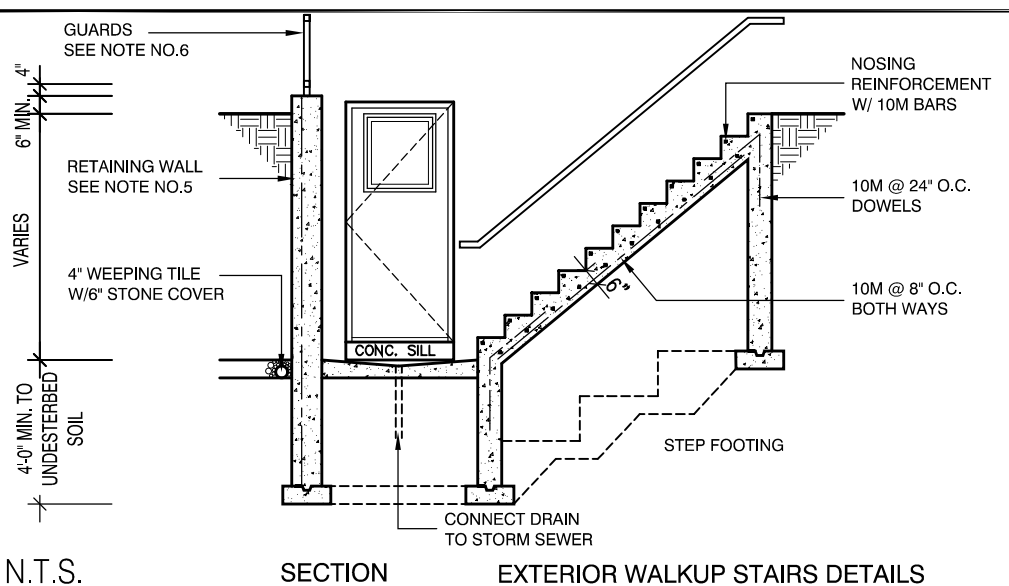 GUARDS
SEE NOTE NO.6
4"
6" MIN.
VARIES
4'-0" MIN. TO
UNDESTERBED
SOIL
RETAINING WALL
SEE NOTE NO.5
4" WEEPING TILE
W/6" STONE COVER
CONC. SILL
6"
NOSING
REINFORCEMENT
W/ 10M BARS
10M @ 24" O.C.
DOWELS
10M @ 8" O.C.
BOTH WAYS
STEP FOOTING
CONNECT DRAIN
TO STORM SEWER
N.T.S.
SECTION
EXTERIOR WALKUP STAIRS DETAILS